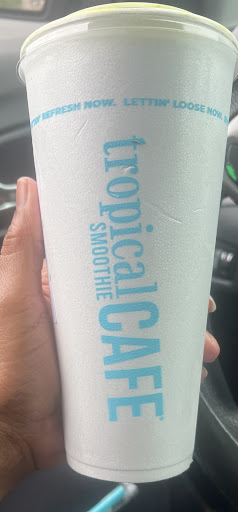 REFRESH NOW. LETTIN' LOOSE NOW.
tropical
SMOOTHIE
CAFE®